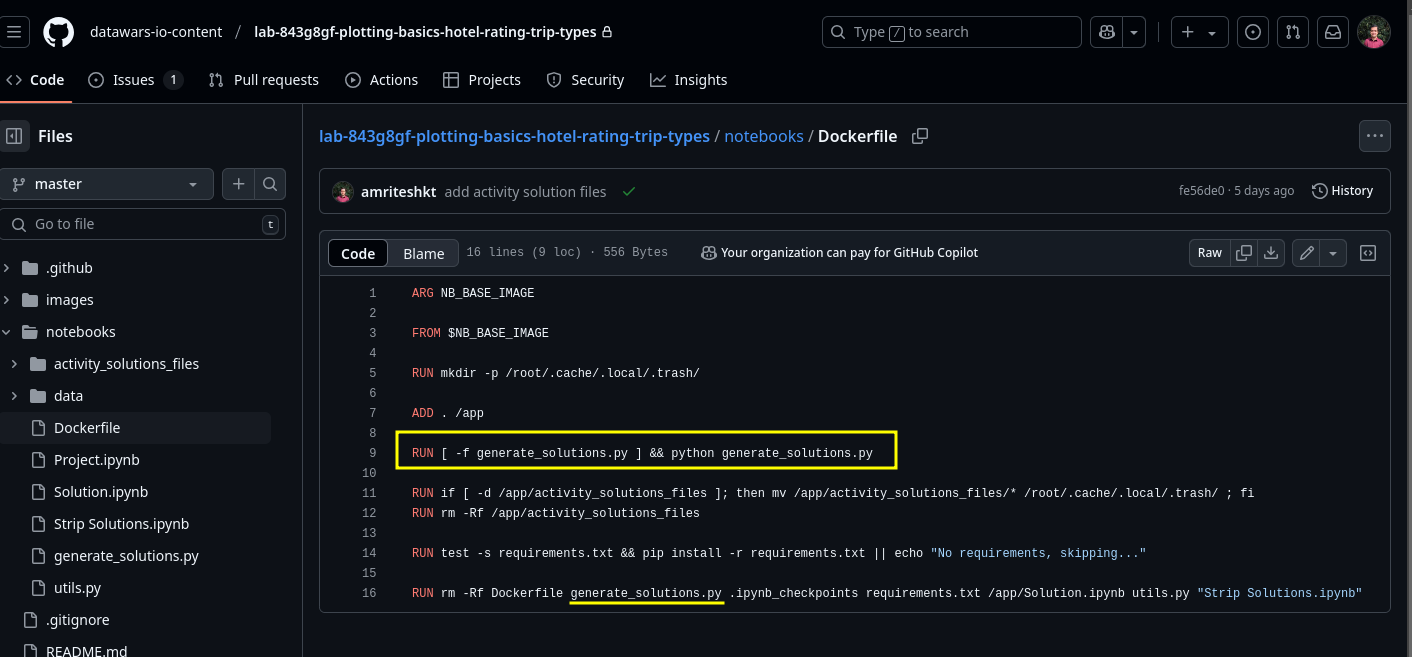 datawars-io-content / lab-843g8gf-plotting-basics-hotel-rating-trip-types
Type / to search
Code Issues 1 Pull requests Actions Projects Security Insights
Files
master
Go to file t
.github
images
notebooks
activity_solutions_files
data
Dockerfile
Project.ipynb
Solution.ipynb
Strip Solutions.ipynb
generate_solutions.py
utils.py
.gitignore
README.md
lab-843g8gf-plotting-basics-hotel-rating-trip-types / notebooks / Dockerfile
amriteshkt add activity solution files fe56de0 · 5 days ago History
Code Blame 16 lines (9 loc) · 556 Bytes Your organization can pay for GitHub Copilot Raw
1 ARG NB_BASE_IMAGE
2
3 FROM $NB_BASE_IMAGE
4
5 RUN mkdir -p /root/.cache/.local/.trash/
6
7 ADD . /app
8
9 RUN [ -f generate_solutions.py ] && python generate_solutions.py
10
11 RUN if [ -d /app/activity_solutions_files ]; then mv /app/activity_solutions_files/* /root/.cache/.local/.trash/ ; fi
12 RUN rm -Rf /app/activity_solutions_files
13
14 RUN test -s requirements.txt && pip install -r requirements.txt || echo "No requirements, skipping..."
15
16 RUN rm -Rf Dockerfile generate_solutions.py .ipynb_checkpoints requirements.txt /app/Solution.ipynb utils.py "Strip Solutions.ipynb"